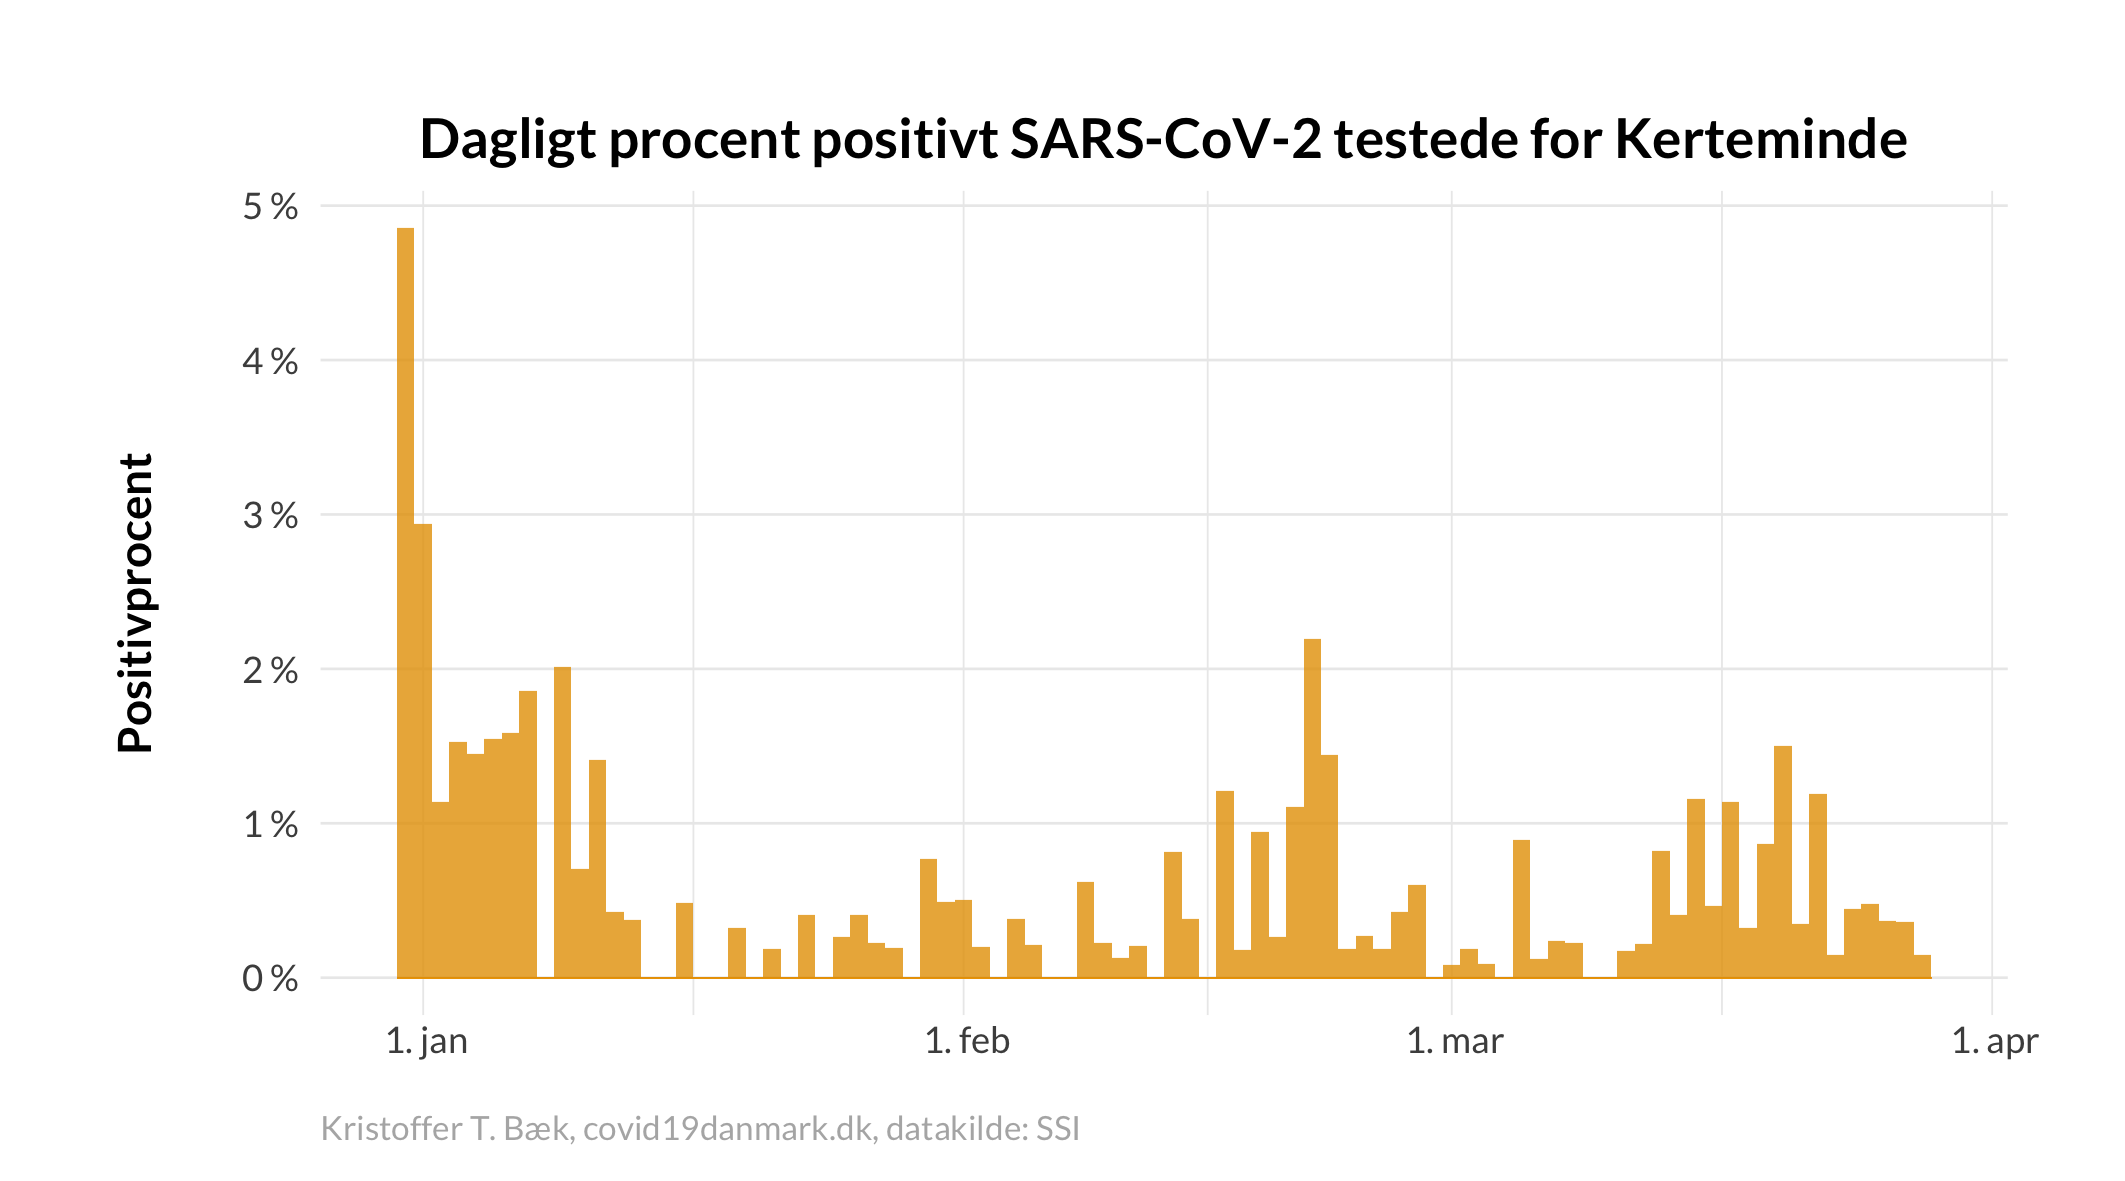 Dagligt procent positivt SARS-CoV-2 testede for Kerteminde
Positivprocent
5 %
4 %
3 %
2 %
1 %
0 %
1. jan
1. feb
1. mar
1. apr
Kristoffer T. Bæk, covid19danmark.dk, datakilde: SSI